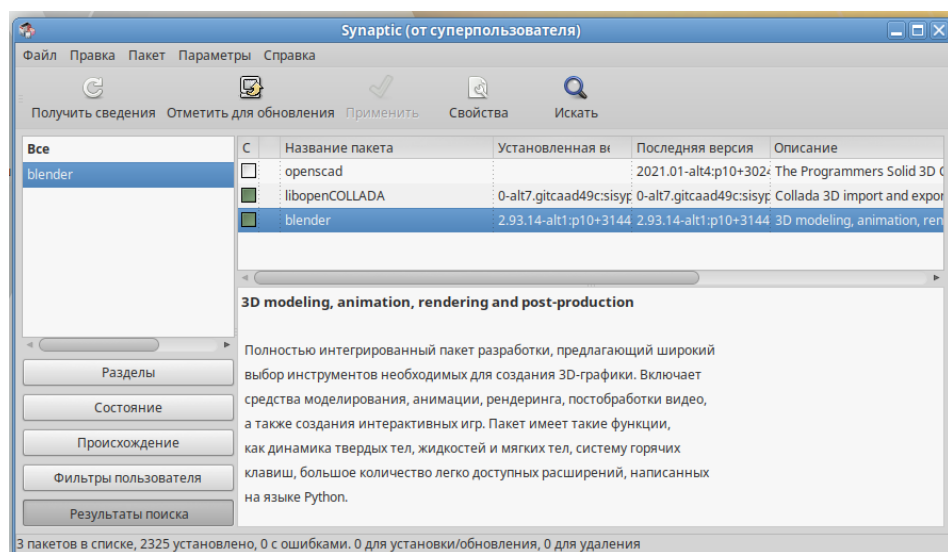 Synaptic (от суперпользователя)
Файл Правка Пакет Параметры Справка
Получить сведения Отметить для обновления Применить Свойства Искать
Все
blender
С Название пакета Установленная ве Последняя версия Описание
openscad 2021.01-alt4:p10+3024 The Programmers Solid 3D C
libopenCOLLADA 0-alt7.gitcaad49c:sisyp 0-alt7.gitcaad49c:sisyp Collada 3D import and expor
blender 2.93.14-alt1:p10+3144 2.93.14-alt1:p10+3144 3D modeling, animation, ren
3D modeling, animation, rendering and post-production
Полностью интегрированный пакет разработки, предлагающий широкий
выбор инструментов необходимых для создания 3D-графики. Включает
средства моделирования, анимации, рендеринга, постобработки видео,
а также создания интерактивных игр. Пакет имеет такие функции,
как динамика твердых тел, жидкостей и мягких тел, систему горячих
клавиш, большое количество легко доступных расширений, написанных
на языке Python.
Разделы
Состояние
Происхождение
Фильтры пользователя
Результаты поиска
3 пакетов в списке, 2325 установлено, 0 с ошибками. 0 для установки/обновления, 0 для удаления